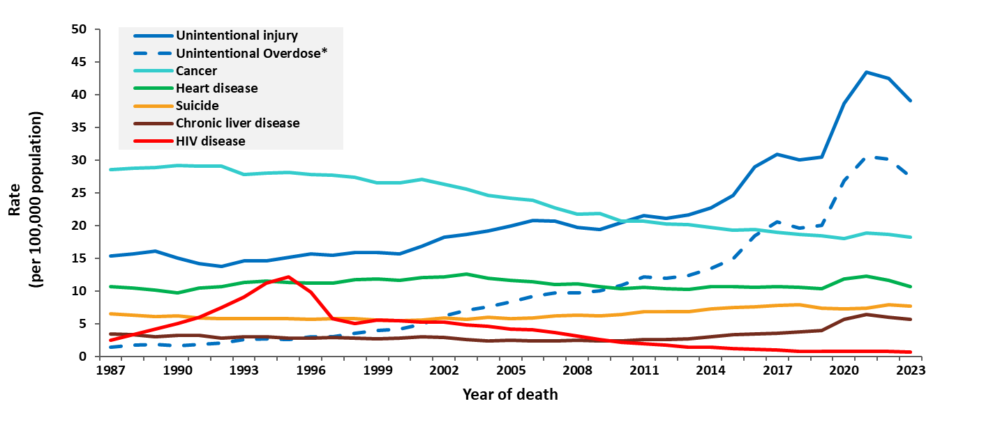 50
45
40
35
30
25
20
15
10
5
0
Rate
(per 100,000 population)
Unintentional injury
Unintentional Overdose*
Cancer
Heart disease
Suicide
Chronic liver disease
HIV disease
1987 1990 1993 1996 1999 2002 2005 2008 2011 2014 2017 2020 2023
Year of death